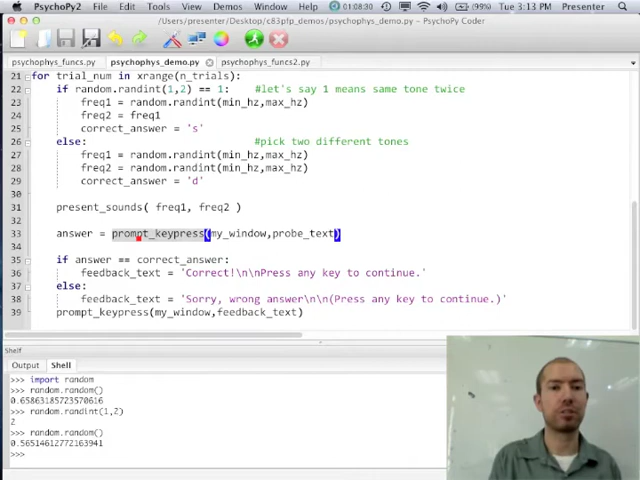 PsychoPy2 File Edit View Tools Demos Window Help 01:08:30 (99%) Tue 3:13 PM Presenter
/Users/presenter/Desktop/c83pfp_demos/psychophys_demo.py - PsychoPy Coder
psychophys_funcs.py psychophys_demo.py psychophys_funcs2.py
21 for trial_num in xrange(n_trials):
22 if random.randint(1,2) == 1: #let's say 1 means same tone twice
23 freq1 = random.randint(min_hz,max_hz)
24 freq2 = freq1
25 correct_answer = 's'
26 else: #pick two different tones
27 freq1 = random.randint(min_hz,max_hz)
28 freq2 = random.randint(min_hz,max_hz)
29 correct_answer = 'd'
30
31 present_sounds( freq1, freq2 )
32
33 answer = prompt_keypress(my_window,probe_text)
34
35 if answer == correct_answer:
36 feedback_text = 'Correct!\n\nPress any key to continue.'
37 else:
38 feedback_text = 'Sorry, wrong answer\n\n(Press any key to continue.)'
39 prompt_keypress(my_window,feedback_text)
Shelf
Output Shell
>>> import random
>>> random.random()
0.65863185723570616
>>> random.randint(1,2)
2
>>> random.random()
0.56514612772163941
>>>